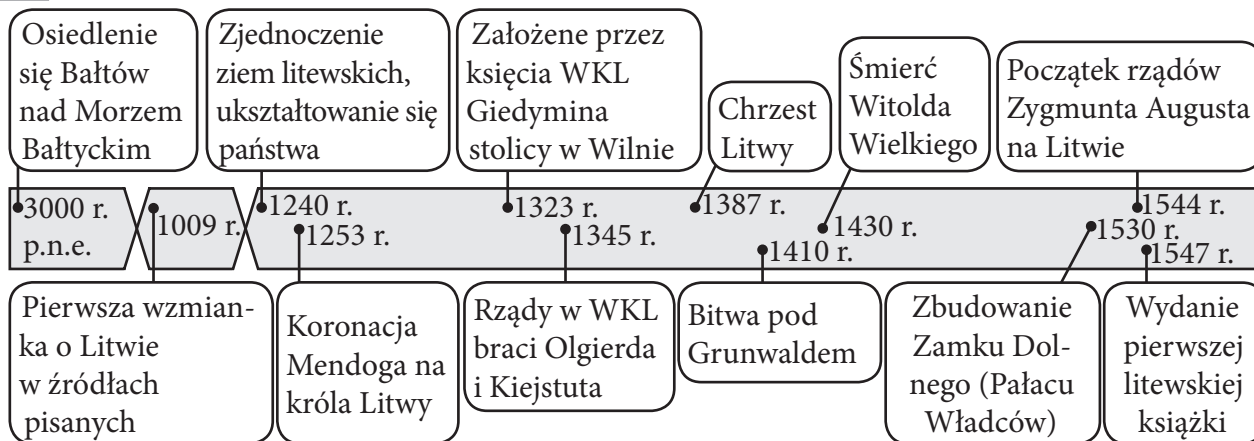 Osiedlenie
się Bałtów
nad Morzem
Bałtyckim
Zjednoczenie
ziem litewskich,
ukształtowanie się
państwa
Założene przez
księcia WKL
Giedymina
stolicy w Wilnie
Chrzest
Litwy
Śmierć
Witolda
Wielkiego
Początek rządów
Zygmunta Augusta
na Litwie
3000 r.
p.n.e.
1009 r.
1240 r.
1253 r.
1323 r.
1345 r.
1387 r.
1410 r.
1430 r.
1530 r.
1544 r.
1547 r.
Pierwsza wzmian-
ka o Litwie
w źródłach
pisanych
Koronacja
Mendoga na
króla Litwy
Rządy w WKL
braci Olgierda
i Kiejstuta
Bitwa pod
Grunwaldem
Zbudowanie
Zamku Dol-
nego (Pałacu
Władców)
Wydanie
pierwszej
litewskiej
książki